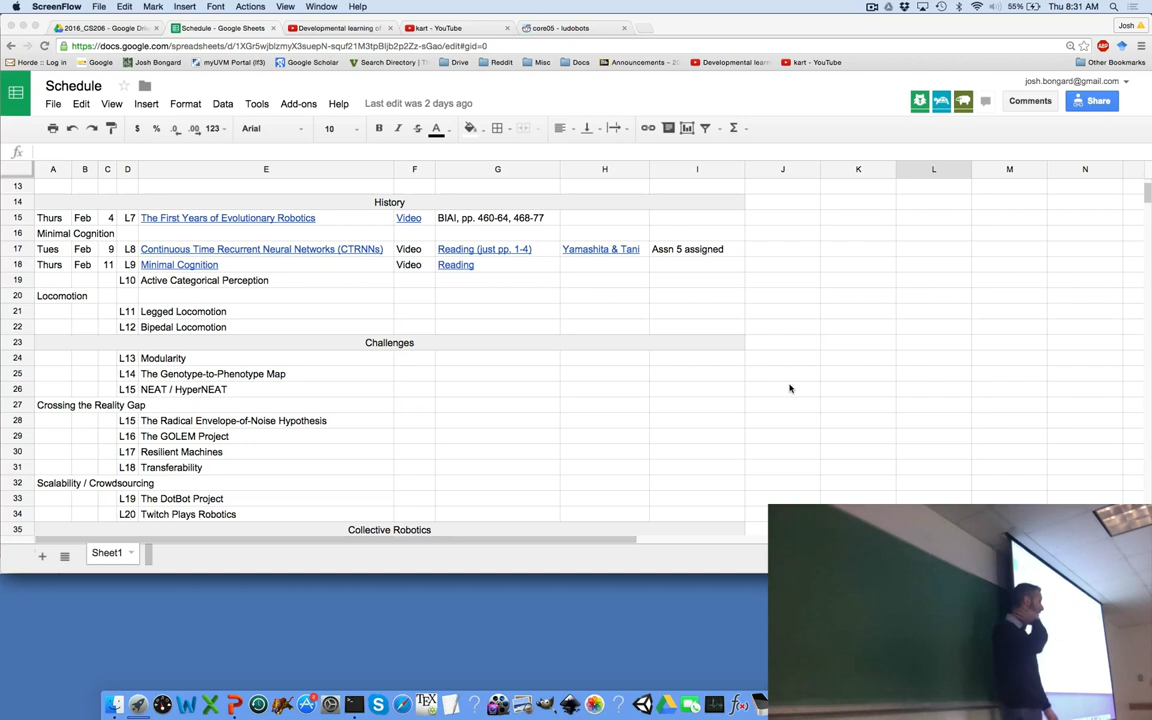 ScreenFlow File Edit Mark Insert Font Actions View Window Help 55% Thu 8:31 AM
2016_CS206 - Google Dri Schedule - Google Sheets Developmental learning of kart - YouTube core05 - ludobots Josh
https://docs.google.com/spreadsheets/d/1XGr5wjblzmyX3suepN-squf21M3tpBIjb2p2Zz-sGao/edit#gid=0
Horde :: Log in Google Josh Bongard myUVM Portal (lf3) Google Scholar Search Directory | Drive Reddit Misc Docs Announcements – 20 Developmental lear kart - YouTube Other Bookmarks
Schedule josh.bongard@gmail.com
File Edit View Insert Format Data Tools Add-ons Help Last edit was 2 days ago Comments Share
$ % .0 .00 123 Arial 10 B I S A Σ
fx
A B C D E F G H I J K L M N
13
14 History
15 Thurs Feb 4 L7 The First Years of Evolutionary Robotics Video BIAI, pp. 460-64, 468-77
16 Minimal Cognition
17 Tues Feb 9 L8 Continuous Time Recurrent Neural Networks (CTRNNs) Video Reading (just pp. 1-4) Yamashita & Tani Assn 5 assigned
18 Thurs Feb 11 L9 Minimal Cognition Video Reading
19 L10 Active Categorical Perception
20 Locomotion
21 L11 Legged Locomotion
22 L12 Bipedal Locomotion
23 Challenges
24 L13 Modularity
25 L14 The Genotype-to-Phenotype Map
26 L15 NEAT / HyperNEAT
27 Crossing the Reality Gap
28 L15 The Radical Envelope-of-Noise Hypothesis
29 L16 The GOLEM Project
30 L17 Resilient Machines
31 L18 Transferability
32 Scalability / Crowdsourcing
33 L19 The DotBot Project
34 L20 Twitch Plays Robotics
35 Collective Robotics
Sheet1